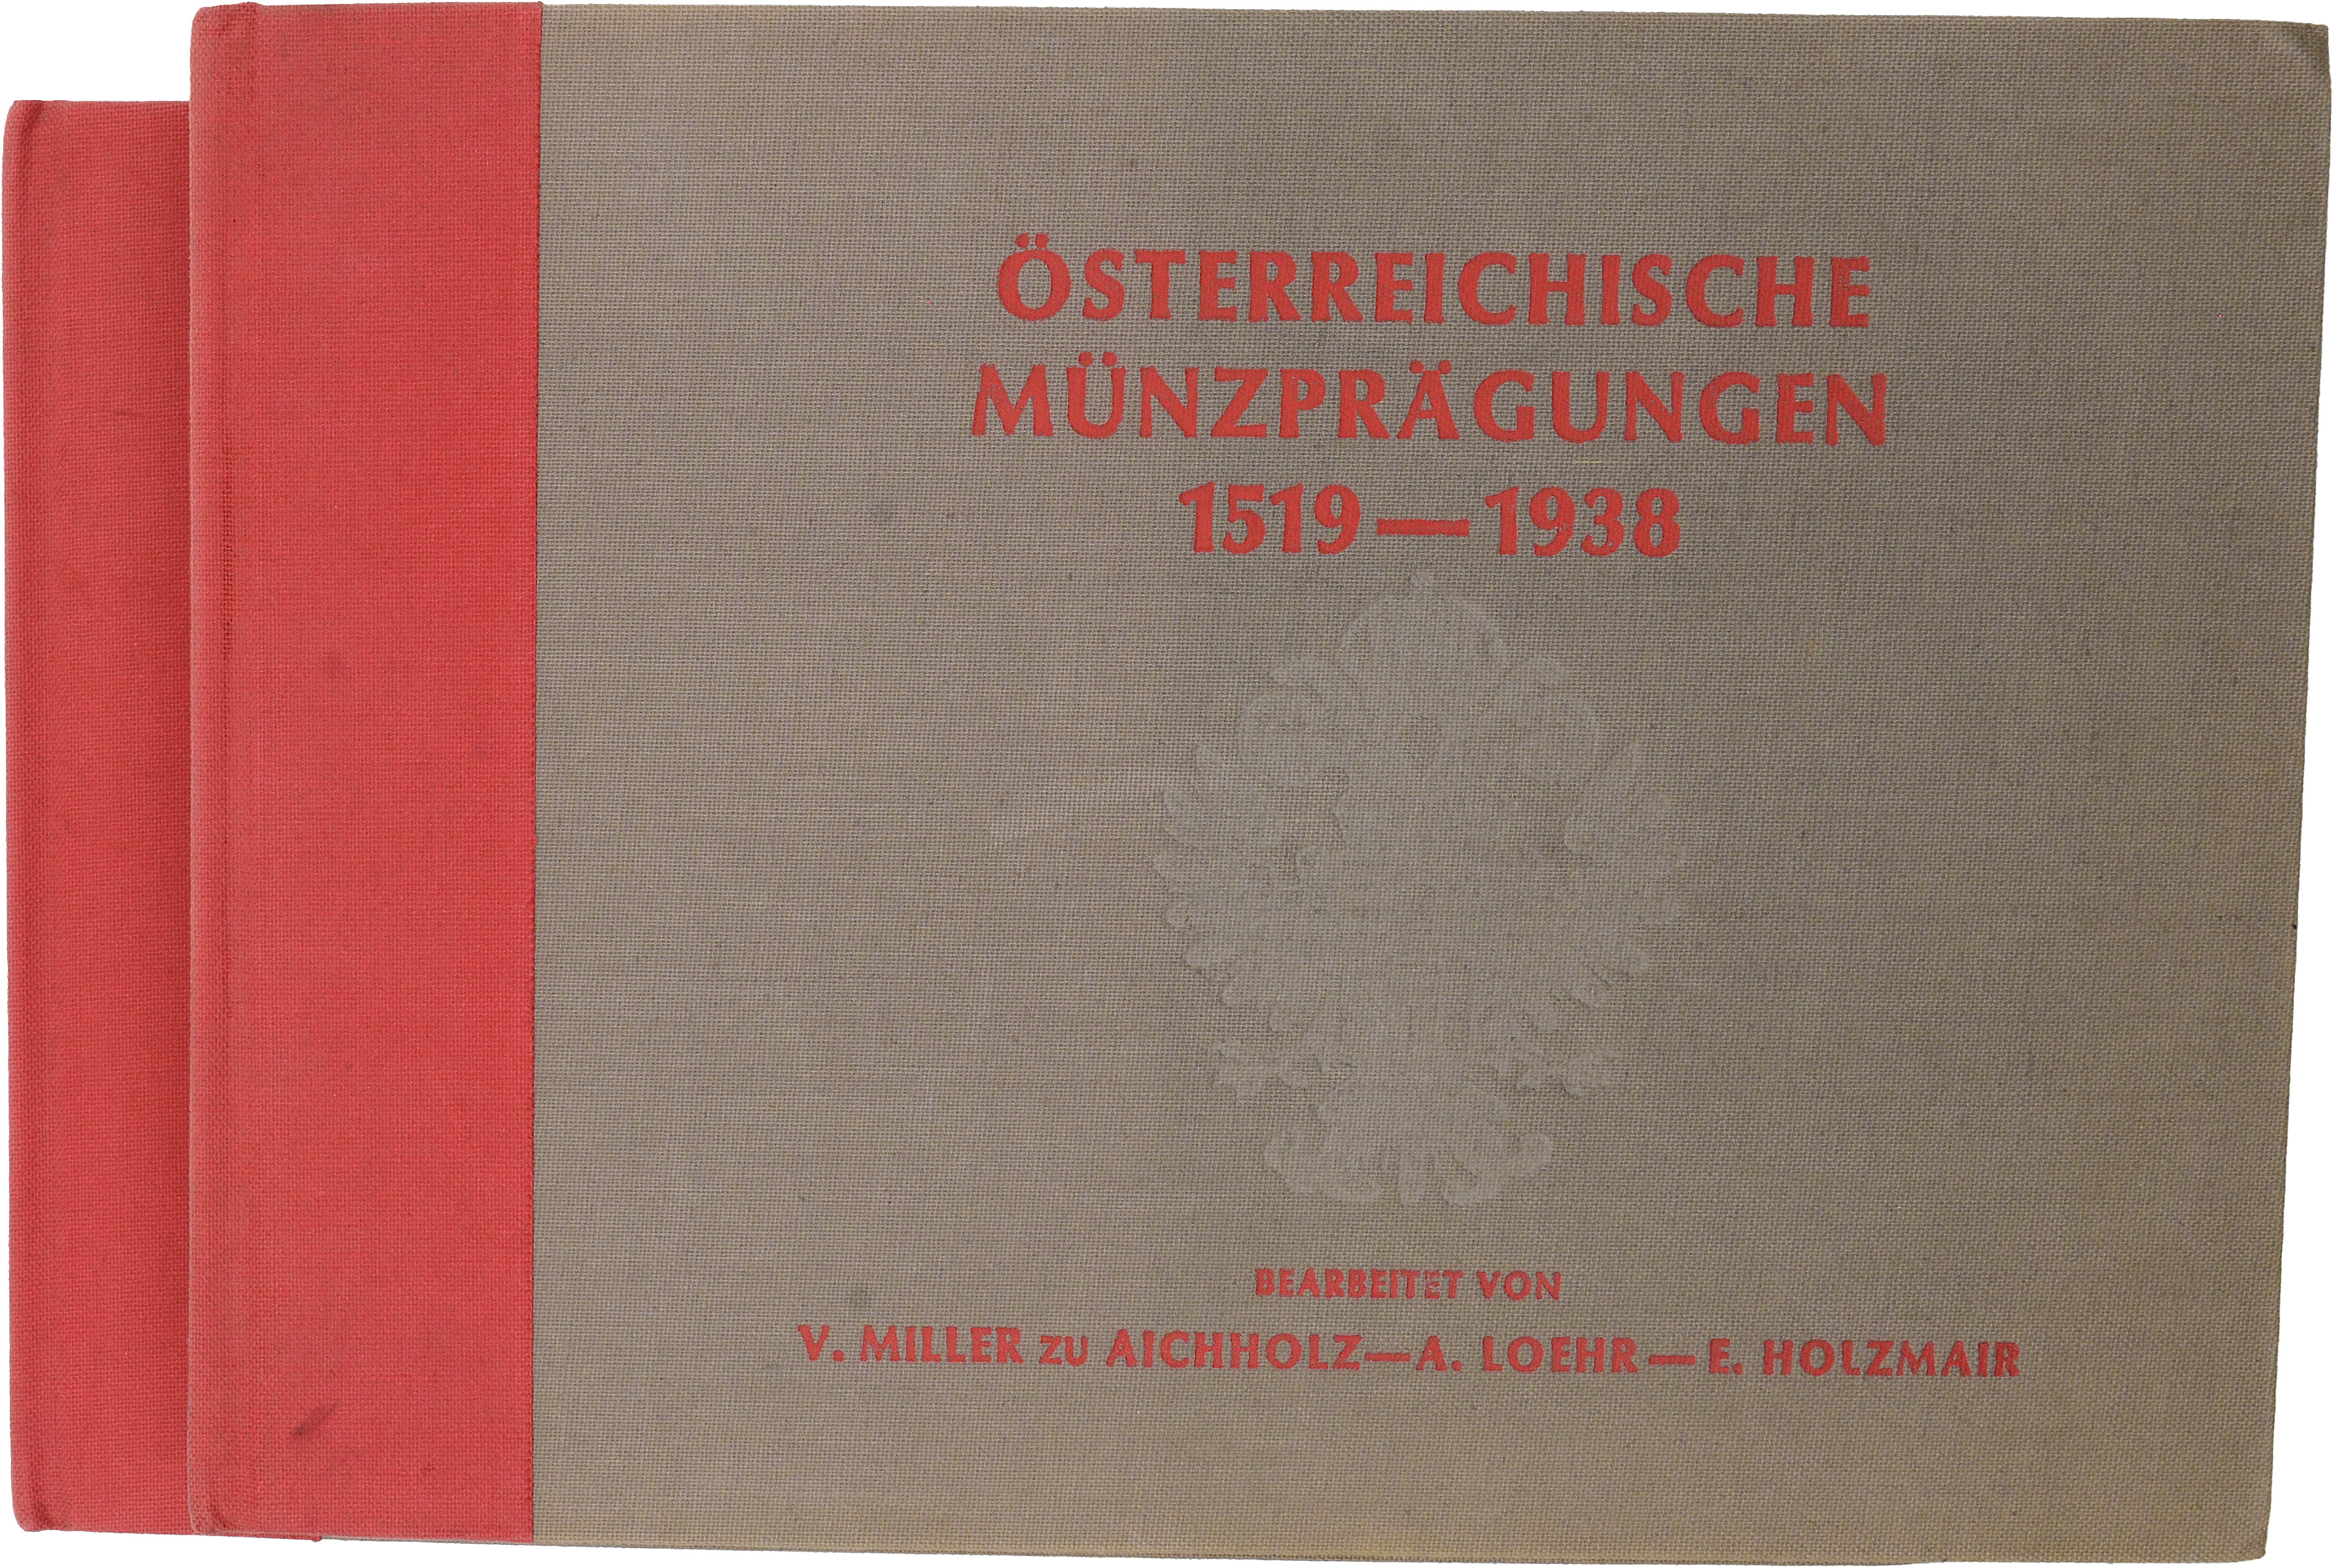 ÖSTERREICHISCHE
MÜNZPRÄGUNGEN
1519—1938
BEARBEITET VON
V. MILLER ZU AICHHOLZ—A. LOEHR—E. HOLZMAIR